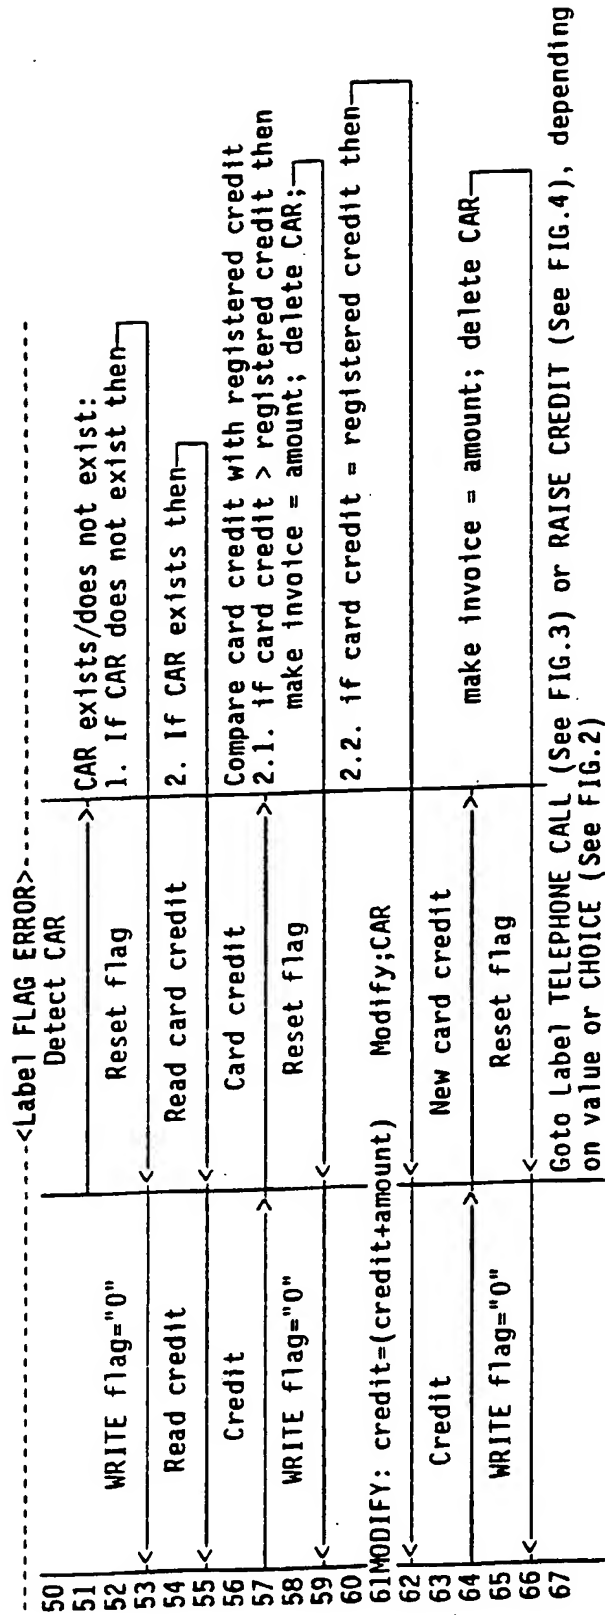 <Label FLAG ERROR>
50 Detect CAR
51 CAR exists/does not exist:
52 WRITE flag="0" Reset flag 1. If CAR does not exist then
53
54 Read credit Read card credit 2. If CAR exists then
55
56 Credit Card credit Compare card credit with registered credit
57 2.1. if card credit > registered credit then
58 WRITE flag="0" Reset flag make invoice = amount; delete CAR;
59
60 2.2. if card credit = registered credit then
61 MODIFY: credit=(credit+amount) Modify;CAR
62
63 Credit New card credit
64 make invoice = amount; delete CAR
65 WRITE flag="0" Reset flag
66
67 Goto Label TELEPHONE CALL (See FIG.3) or RAISE CREDIT (See FIG.4), depending
on value or CHOICE (See FIG.2)